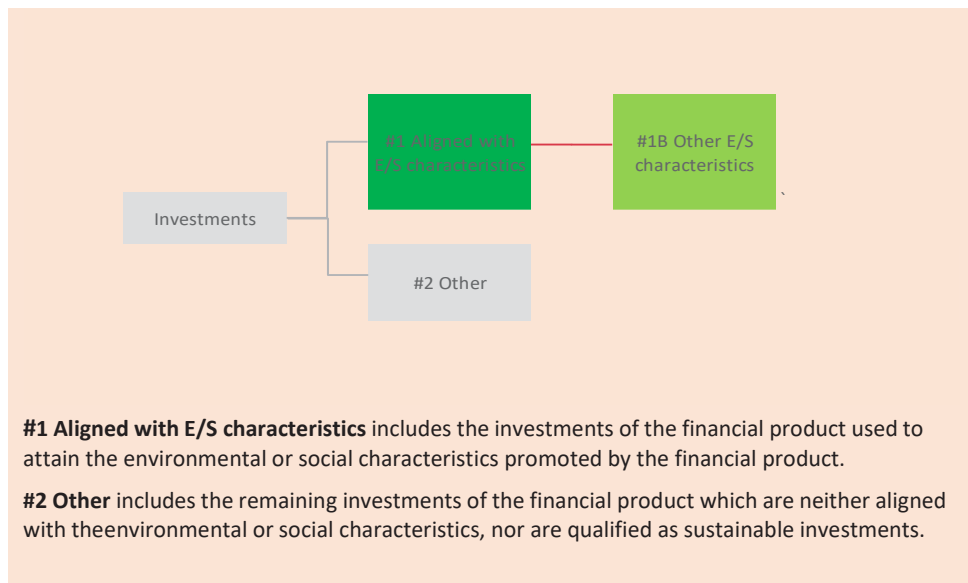 #1 Aligned with
E/S characteristics
#1B Other E/S
characteristics
`
Investments
#2 Other
#1 Aligned with E/S characteristics includes the investments of the financial product used to
attain the environmental or social characteristics promoted by the financial product.
#2 Other includes the remaining investments of the financial product which are neither aligned
with theenvironmental or social characteristics, nor are qualified as sustainable investments.